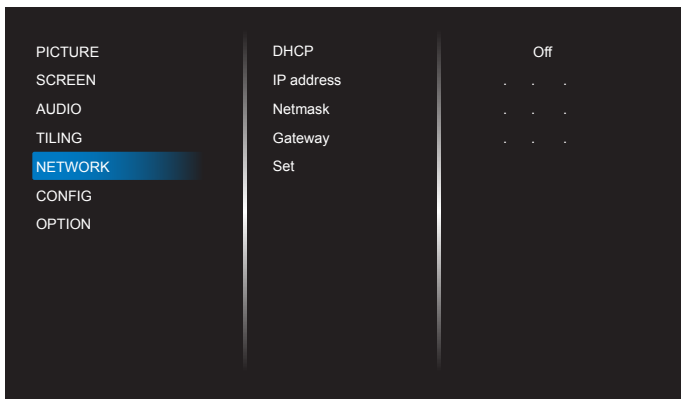 PICTURE
SCREEN
AUDIO
TILING
NETWORK
CONFIG
OPTION
DHCP Off
IP address . . .
Netmask . . .
Gateway . . .
Set